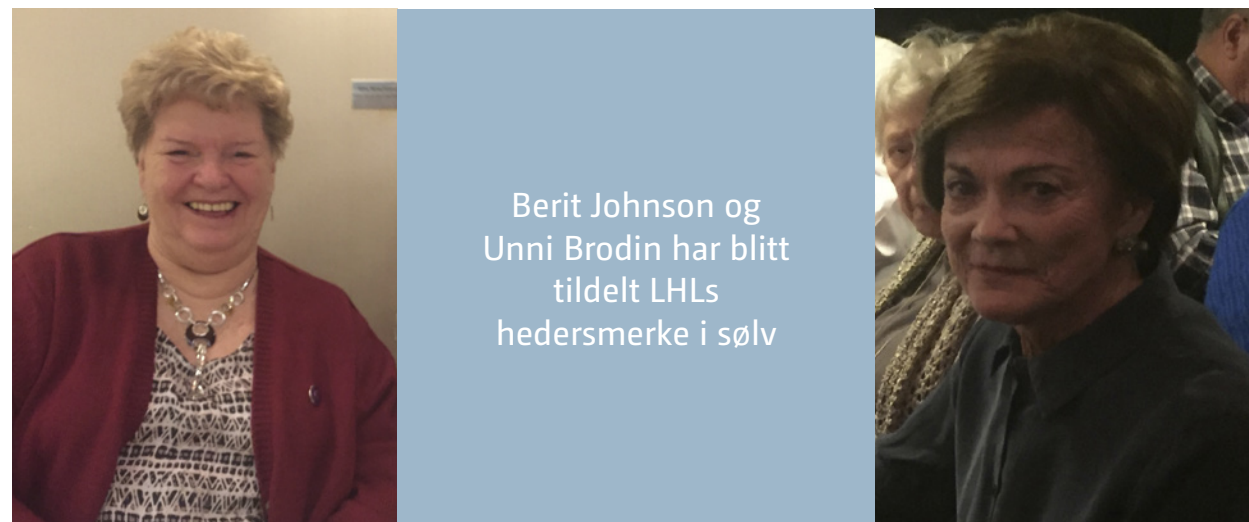 Berit Johnson og
Unni Brodin har blitt
tildelt LHLs
hedersmerke i sølv